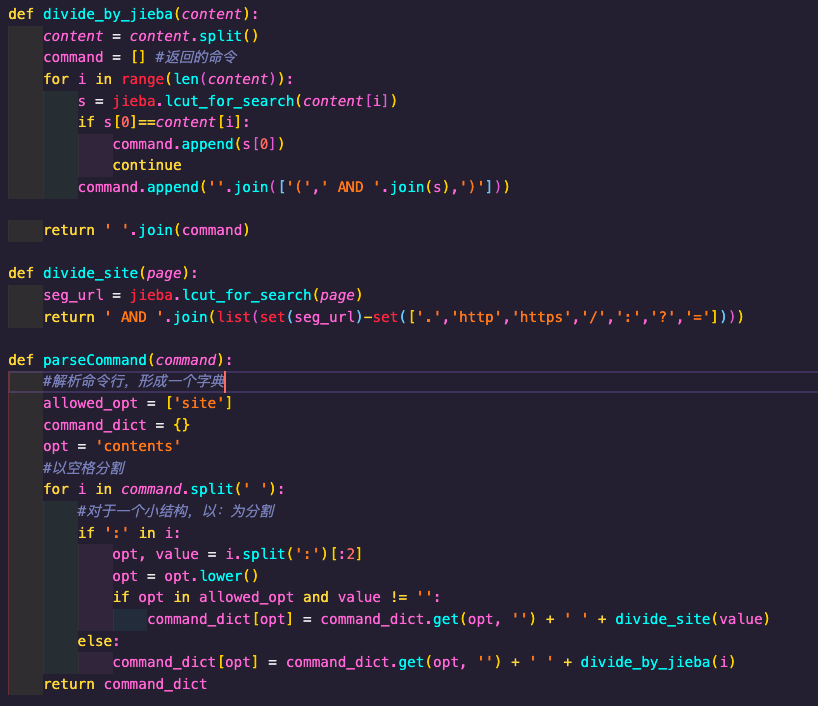 def divide_by_jieba(content):
    content = content.split()
    command = [] #返回的命令
    for i in range(len(content)):
        s = jieba.lcut_for_search(content[i])
        if s[0]==content[i]:
            command.append(s[0])
            continue
        command.append(''.join(['(',' AND '.join(s),')']))

    return ' '.join(command)

def divide_site(page):
    seg_url = jieba.lcut_for_search(page)
    return ' AND '.join(list(set(seg_url)-set(['.','http','https','/',':','?','='])))

def parseCommand(command):
    #解析命令行，形成一个字典
    allowed_opt = ['site']
    command_dict = {}
    opt = 'contents'
    #以空格分割
    for i in command.split(' '):
        #对于一个小结构，以：为分割
        if ':' in i:
            opt, value = i.split(':')[:2]
            opt = opt.lower()
            if opt in allowed_opt and value != '':
                command_dict[opt] = command_dict.get(opt, '') + ' ' + divide_site(value)
        else:
            command_dict[opt] = command_dict.get(opt, '') + ' ' + divide_by_jieba(i)
    return command_dict